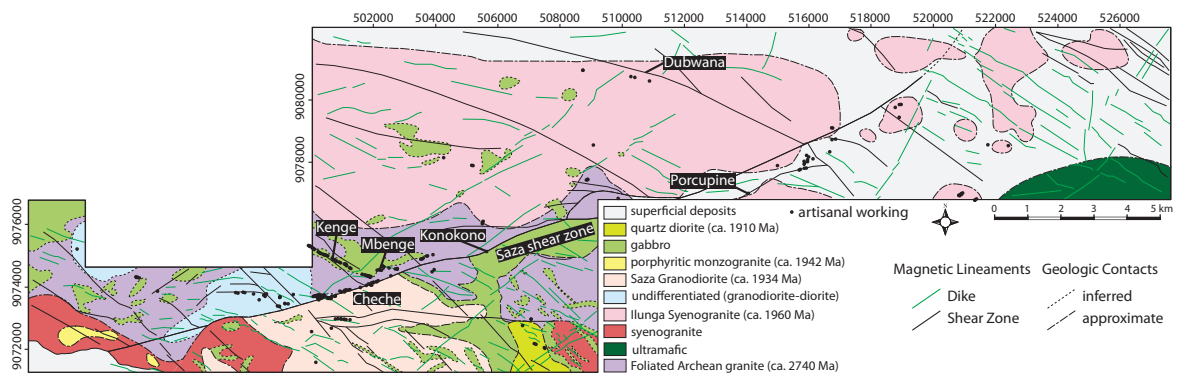 502000 504000 506000 508000 510000 512000 514000 516000 518000 520000 522000 524000 526000
9080000
9078000
9076000
9074000
9072000
Dubwana
Porcupine
Kenge
Mbenge
Konokono
Saza shear zone
Cheche
superficial deposits
quartz diorite (ca. 1910 Ma)
gabbro
porphyritic monzogranite (ca. 1942 Ma)
Saza Granodiorite (ca. 1934 Ma)
undifferentiated (granodiorite-diorite)
Ilunga Syenogranite (ca. 1960 Ma)
syenogranite
ultramafic
Foliated Archean granite (ca. 2740 Ma)
artisanal working
N
0 1 2 3 4 5 km
Magnetic Lineaments
Dike
Shear Zone
Geologic Contacts
inferred
approximate